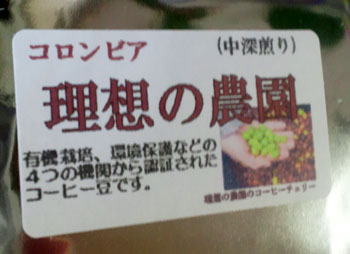 コロンビア (中深煎り)
理想の農園
有機栽培、環境保護などの
4つの機関から認証された
コーヒー豆です。
理想の農園のコーヒーチェリー